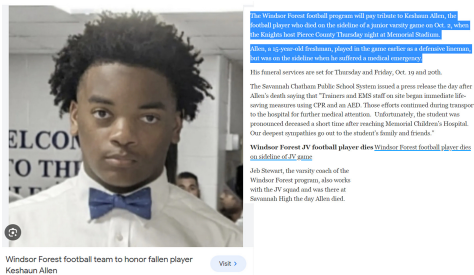 ELCOM
TO TH
The Windsor Forest football program will pay tribute to Keshaun Allen, the
football player who died on the sideline of a junior varsity game on Oct. 2, when
the Knights host Pierce County Thursday night at Memorial Stadium.
Allen, a 15-year-old freshman, played in the game earlier as a defensive lineman,
but was on the sideline when he suffered a medical emergency.
His funeral services are set for Thursday and Friday, Oct. 19 and 20th.
The Savannah Chatham Public School System issued a press release the day after
Allen's death saying that "Trainers and EMS staff on site began immediate life-
saving measures using CPR and an AED. Those efforts continued during transport
to the hospital for further medical attention. Unfortunately, the student was
pronounced deceased a short time after reaching Memorial Children's Hospital.
Our deepest sympathies go out to the student's family and friends."
Windsor Forest JV football player dies Windsor Forest football player dies
on sideline of JV game
Jeb Stewart, the varsity coach of the
Windsor Forest program, also works
with the JV squad and was there at
Savannah High the day Allen died.
Windsor Forest football team to honor fallen player
Keshaun Allen
Visit >